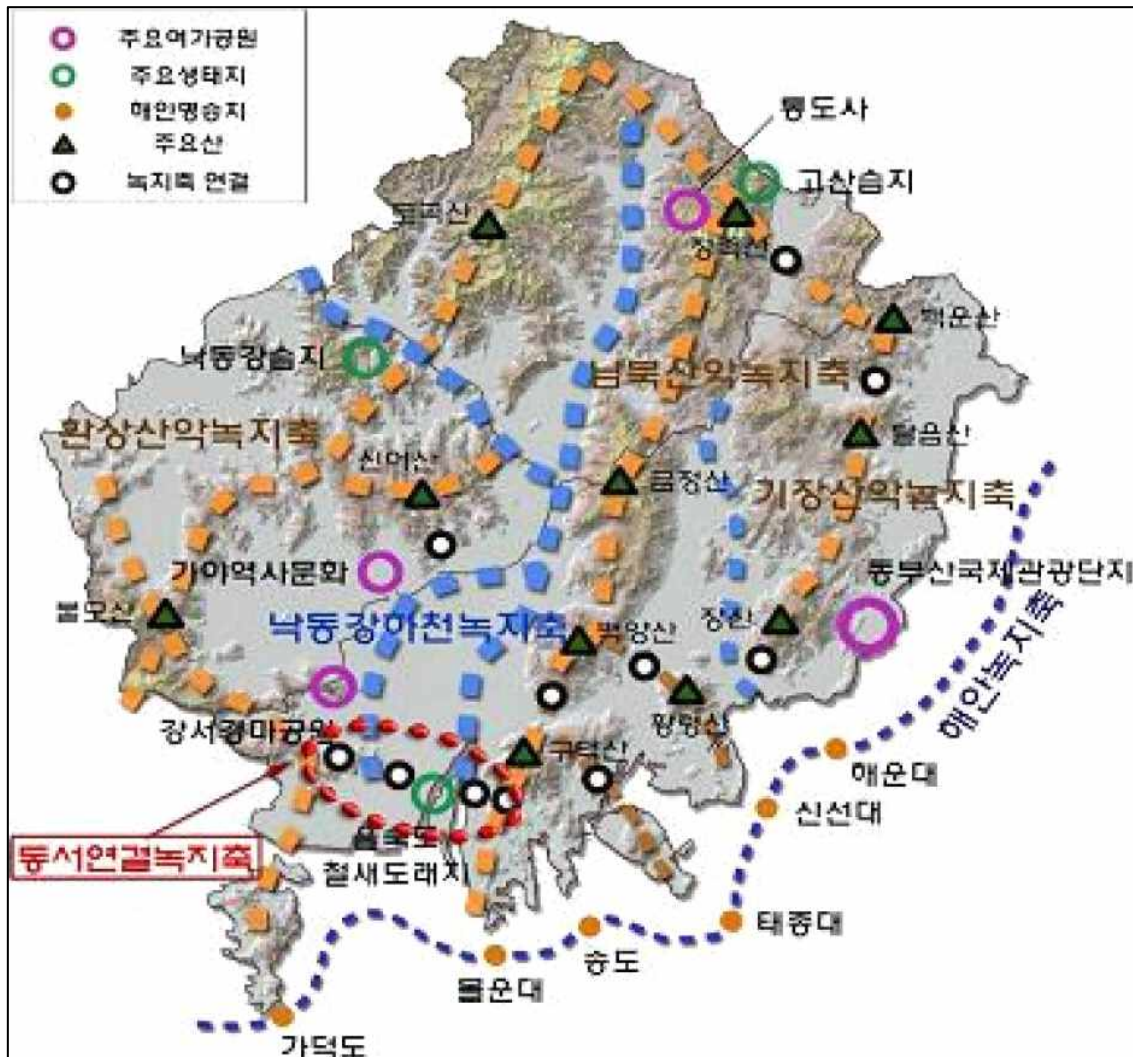 주요여가공원
주요생태지
해안명승지
주요산
녹지축 연결
통도사
고산습지
백운산
낙동강습지
남북산악녹지축
환상산악녹지축
달음산
신어산
금정산
기장산악녹지축
가야역사문화
동부산국제관광단지
불모산
낙동강하천녹지축
백양산
장산
해안녹지축
강서경마공원
황령산
구덕산
해운대
신선대
동서연결녹지축
철새도래지
태종대
송도
몰운대
가덕도